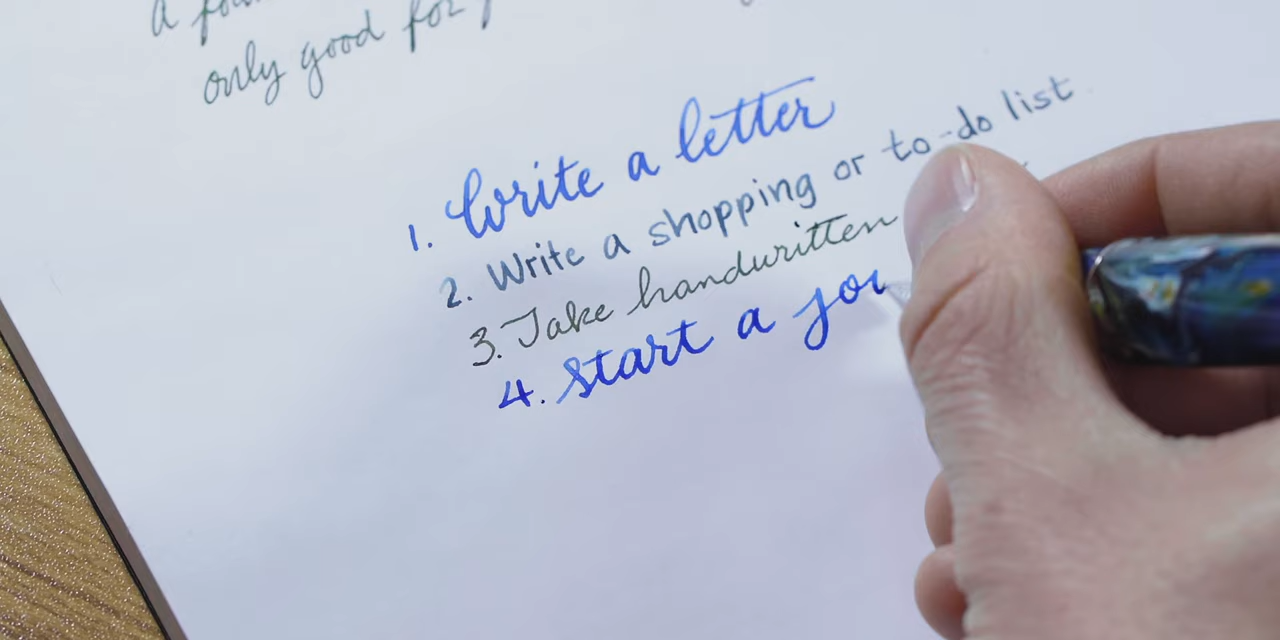 a
only good for
1. Write a letter
2. Write a shopping or to-do list
3. Take handwritten
4. Start a jou